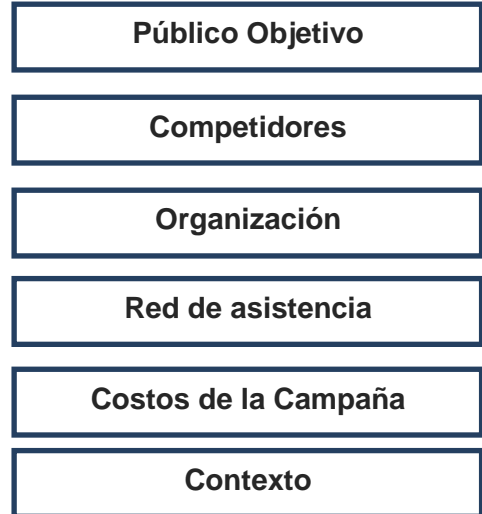 Público Objetivo
Competidores
Organización
Red de asistencia
Costos de la Campaña
Contexto